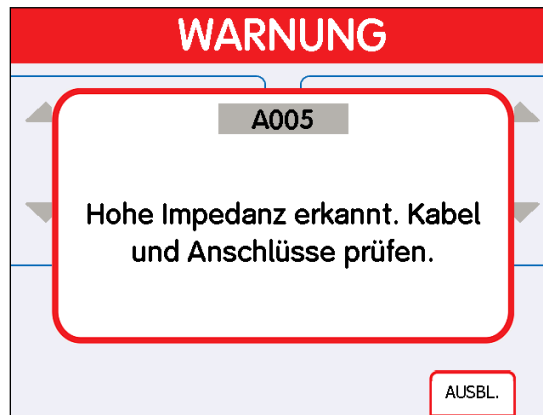 WARNUNG
A005
Hohe Impedanz erkannt. Kabel
und Anschlüsse prüfen.
AUSBL.